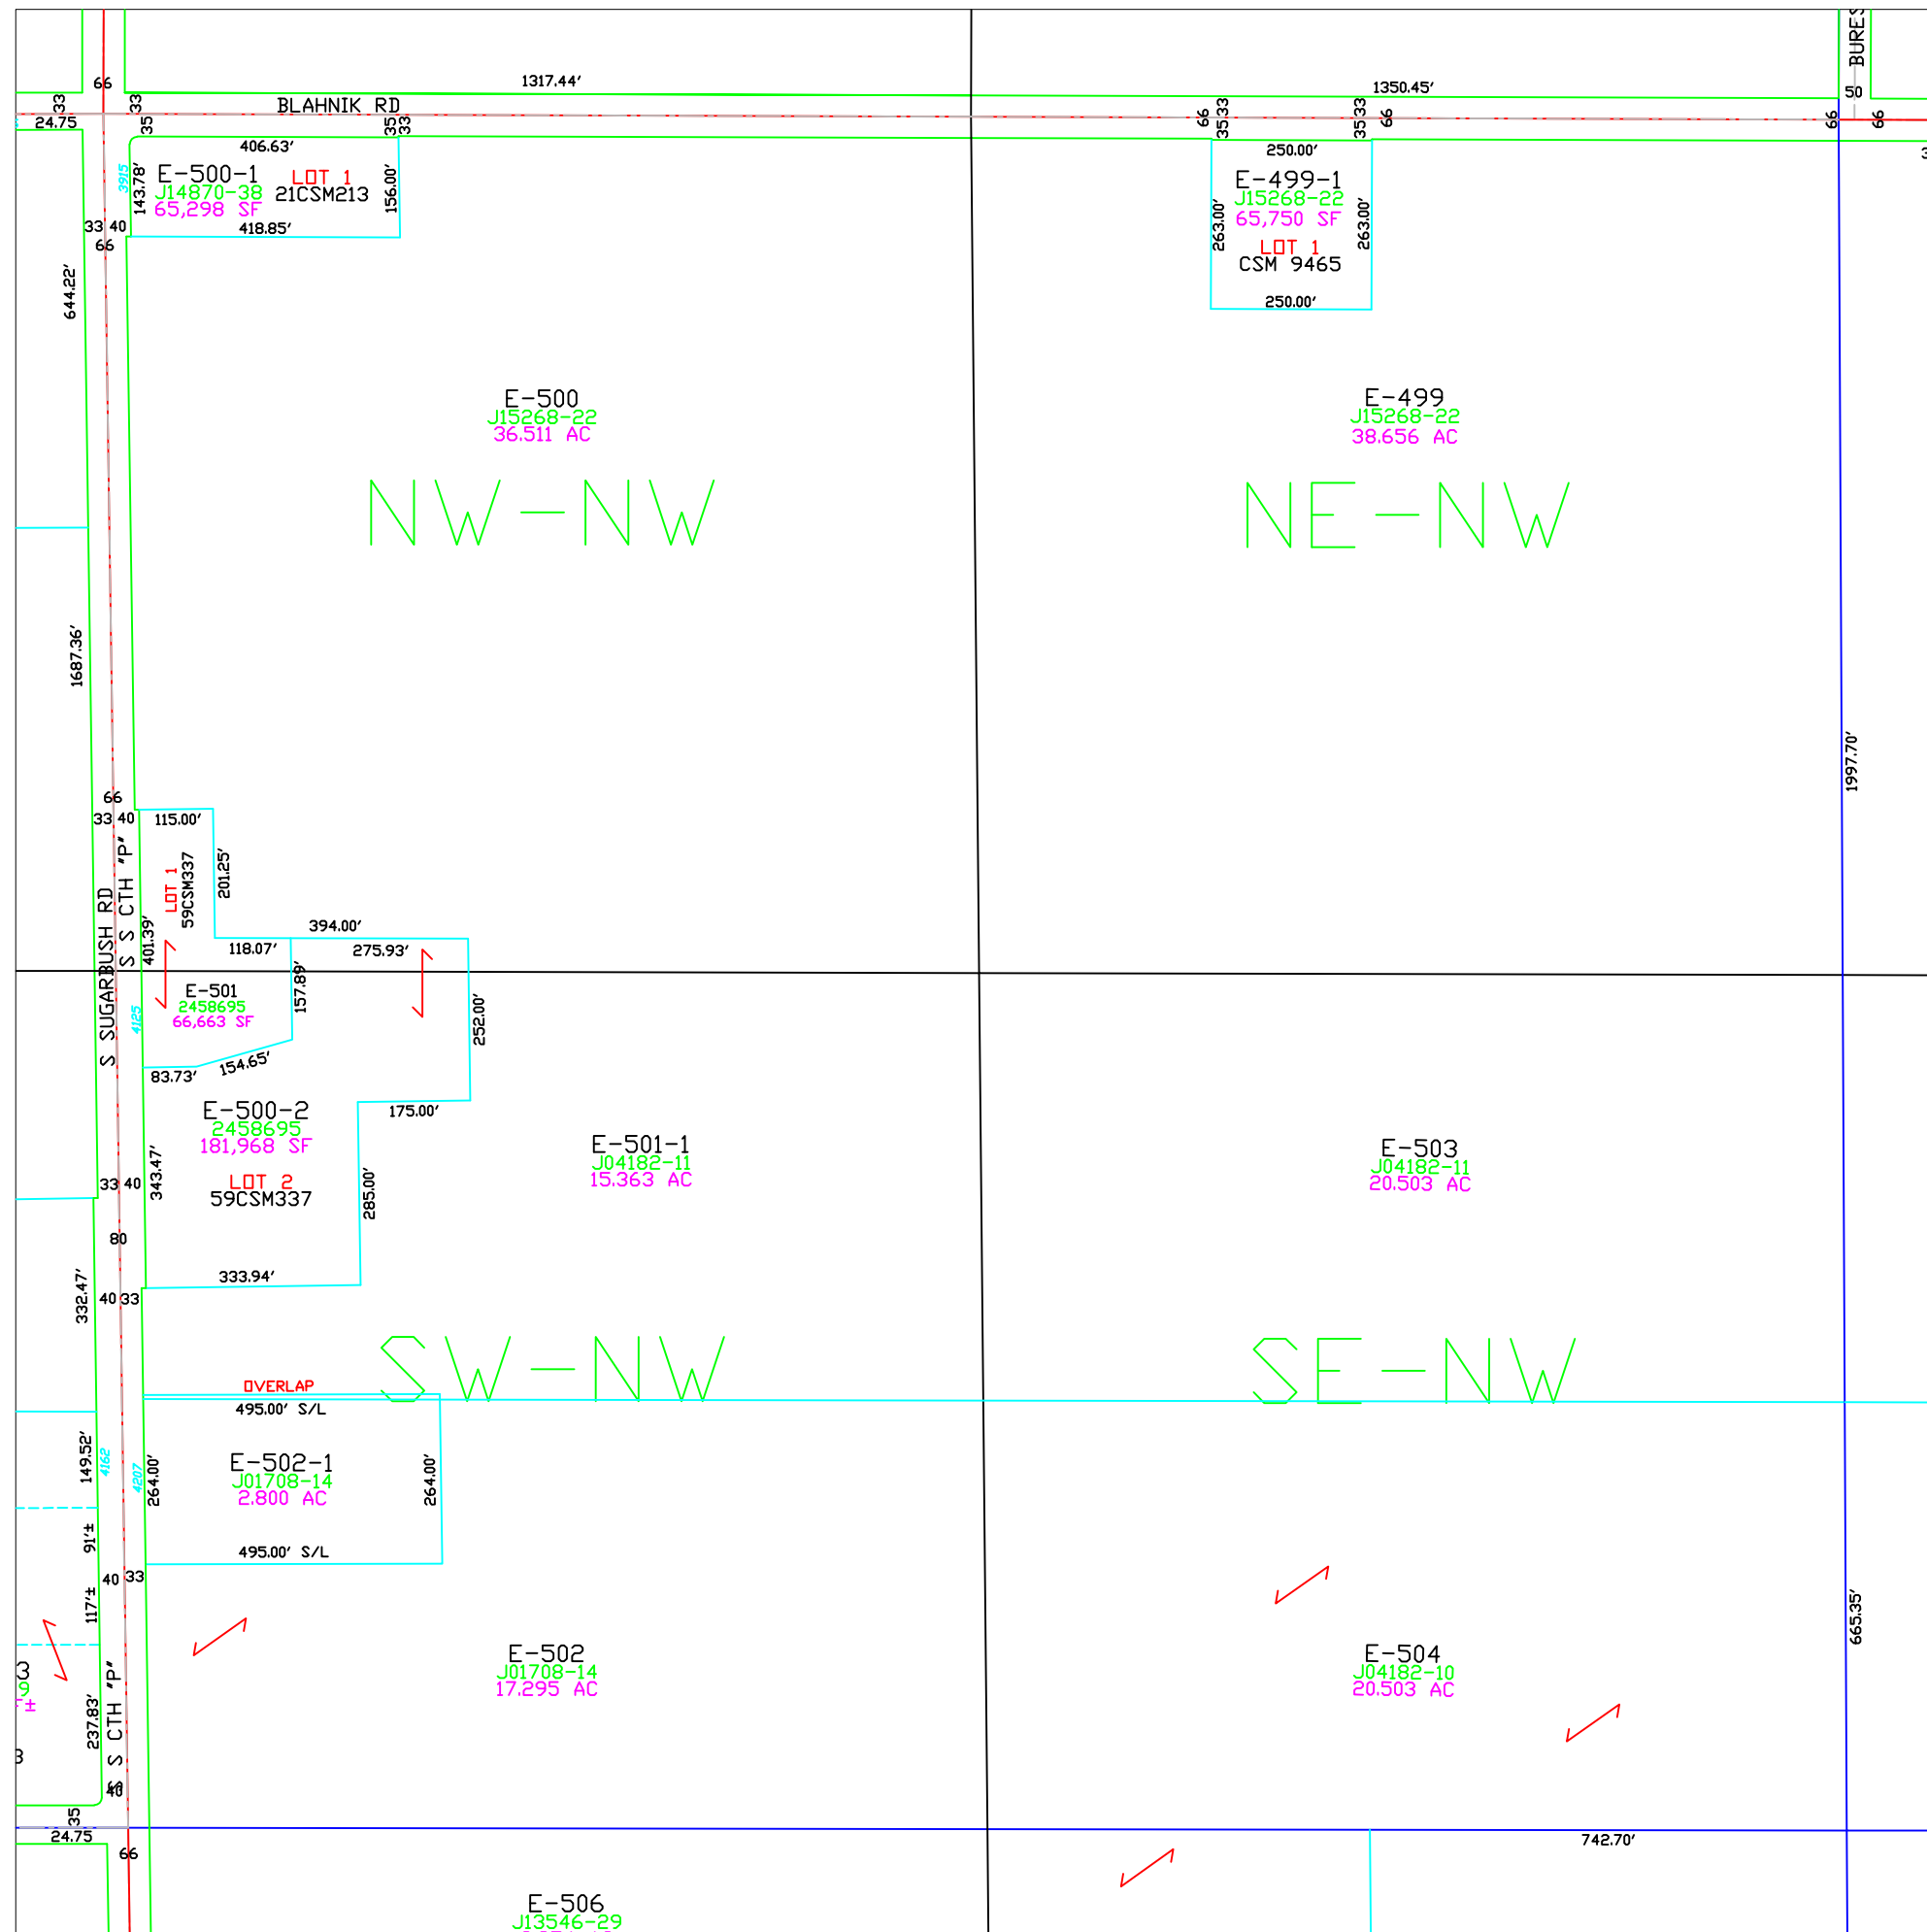 BURES
66
1317.44'
1350.45'
50
33
33
BLAHNIK RD
24.75
35
35
33
66
35.33
35.33
66
66
66
406.63'
250.00'
3915
143.78'
E-500-1
J14870-38
65,298 SF
LOT 1
21CSM213
156.00'
E-499-1
J15268-22
65,750 SF
LOT 1
CSM 9465
263.00'
263.00'
33 40
66
418.85'
250.00'
644.22'
E-500
J15268-22
36.511 AC
E-499
J15268-22
38.656 AC
NW-NW
NE-NW
1687.36'
1997.70'
66
33 40
115.00'
S SUGARBUSH RD
S S CTH "P"
LOT 1
59CSM337
201.25'
401.39'
394.00'
118.07'
275.93'
157.89'
E-501
2458695
66,663 SF
4125
252.00'
83.73'
154.65'
175.00'
E-500-2
2458695
181,968 SF
LOT 2
59CSM337
E-501-1
J04182-11
15.363 AC
E-503
J04182-11
20.503 AC
33 40
343.47'
285.00'
80
332.47'
333.94'
40 33
SW-NW
SE-NW
OVERLAP
495.00' S/L
149.52'
4162
4207
264.00'
E-502-1
J01708-14
2.800 AC
264.00'
91'±
495.00' S/L
40 33
117'±
665.35'
E-502
J01708-14
17.295 AC
E-504
J04182-10
20.503 AC
3
9
F±
237.83'
S S CTH "P"
3
40
35
24.75
66
742.70'
E-506
J13546-29